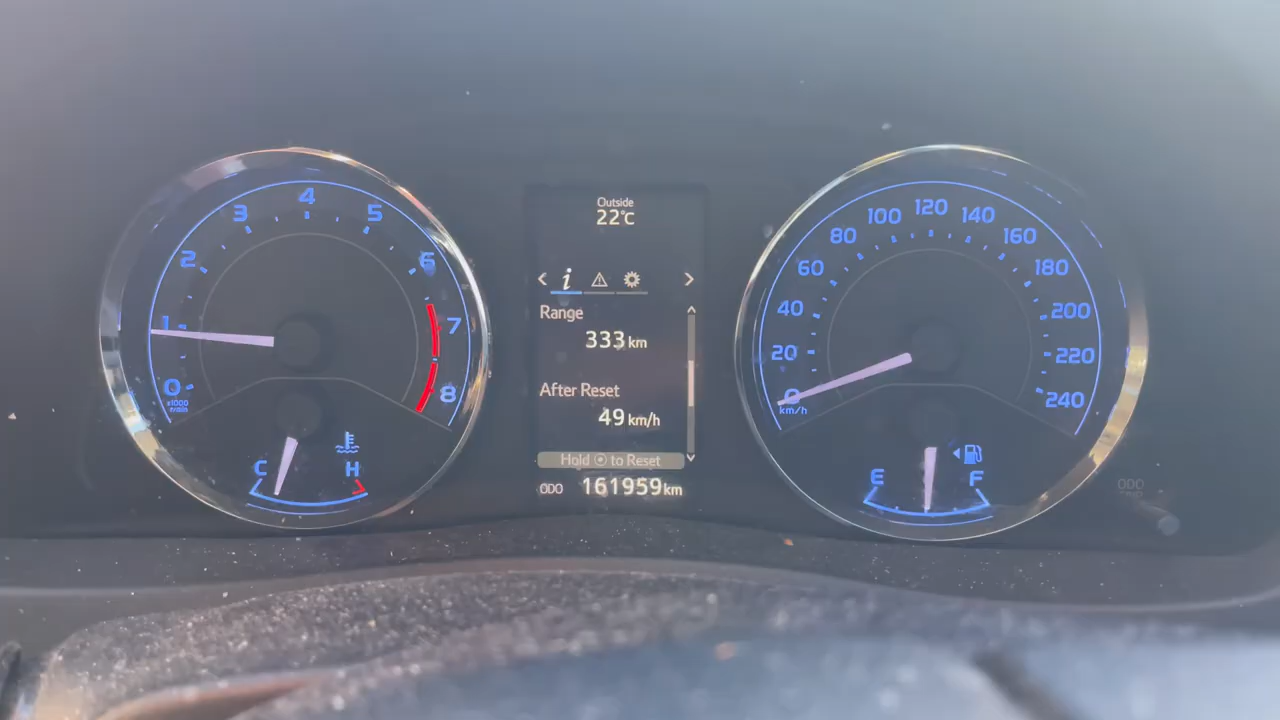 4
3
5
2
6
1
7
0
8
x1000
r/min
C
H
Outside
22°C
i
Range
333 km
After Reset
49 km/h
Hold to Reset
ODO 161959 km
120
100
140
80
160
60
180
40
200
20
220
0
240
km/h
E
F
ODO
TRIP